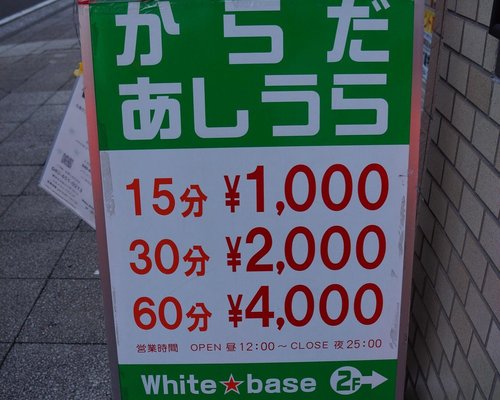 からだ
あしうら
15分 ¥1,000
30分 ¥2,000
60分 ¥4,000
営業時間 OPEN 昼12:00～CLOSE 夜25:00
White★base 2F→